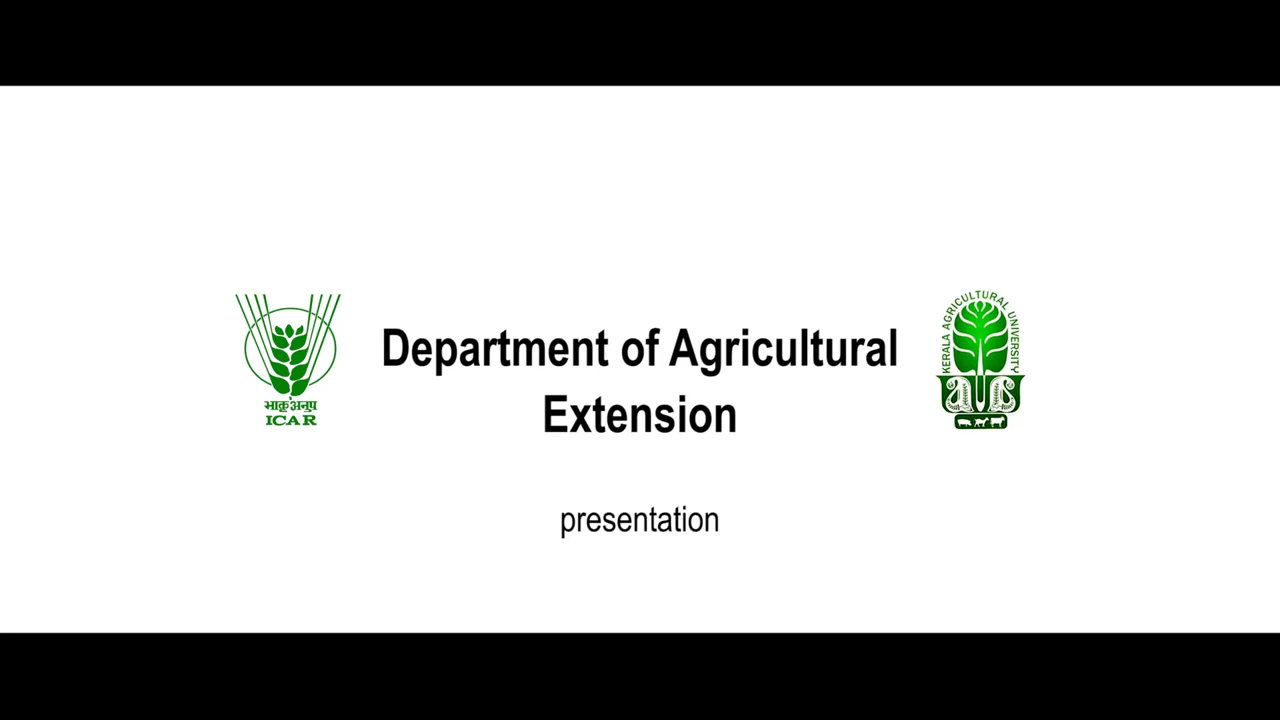 Department of Agricultural
Extension
presentation
भाकृअनुप
ICAR
KERALA AGRICULTURAL UNIVERSITY